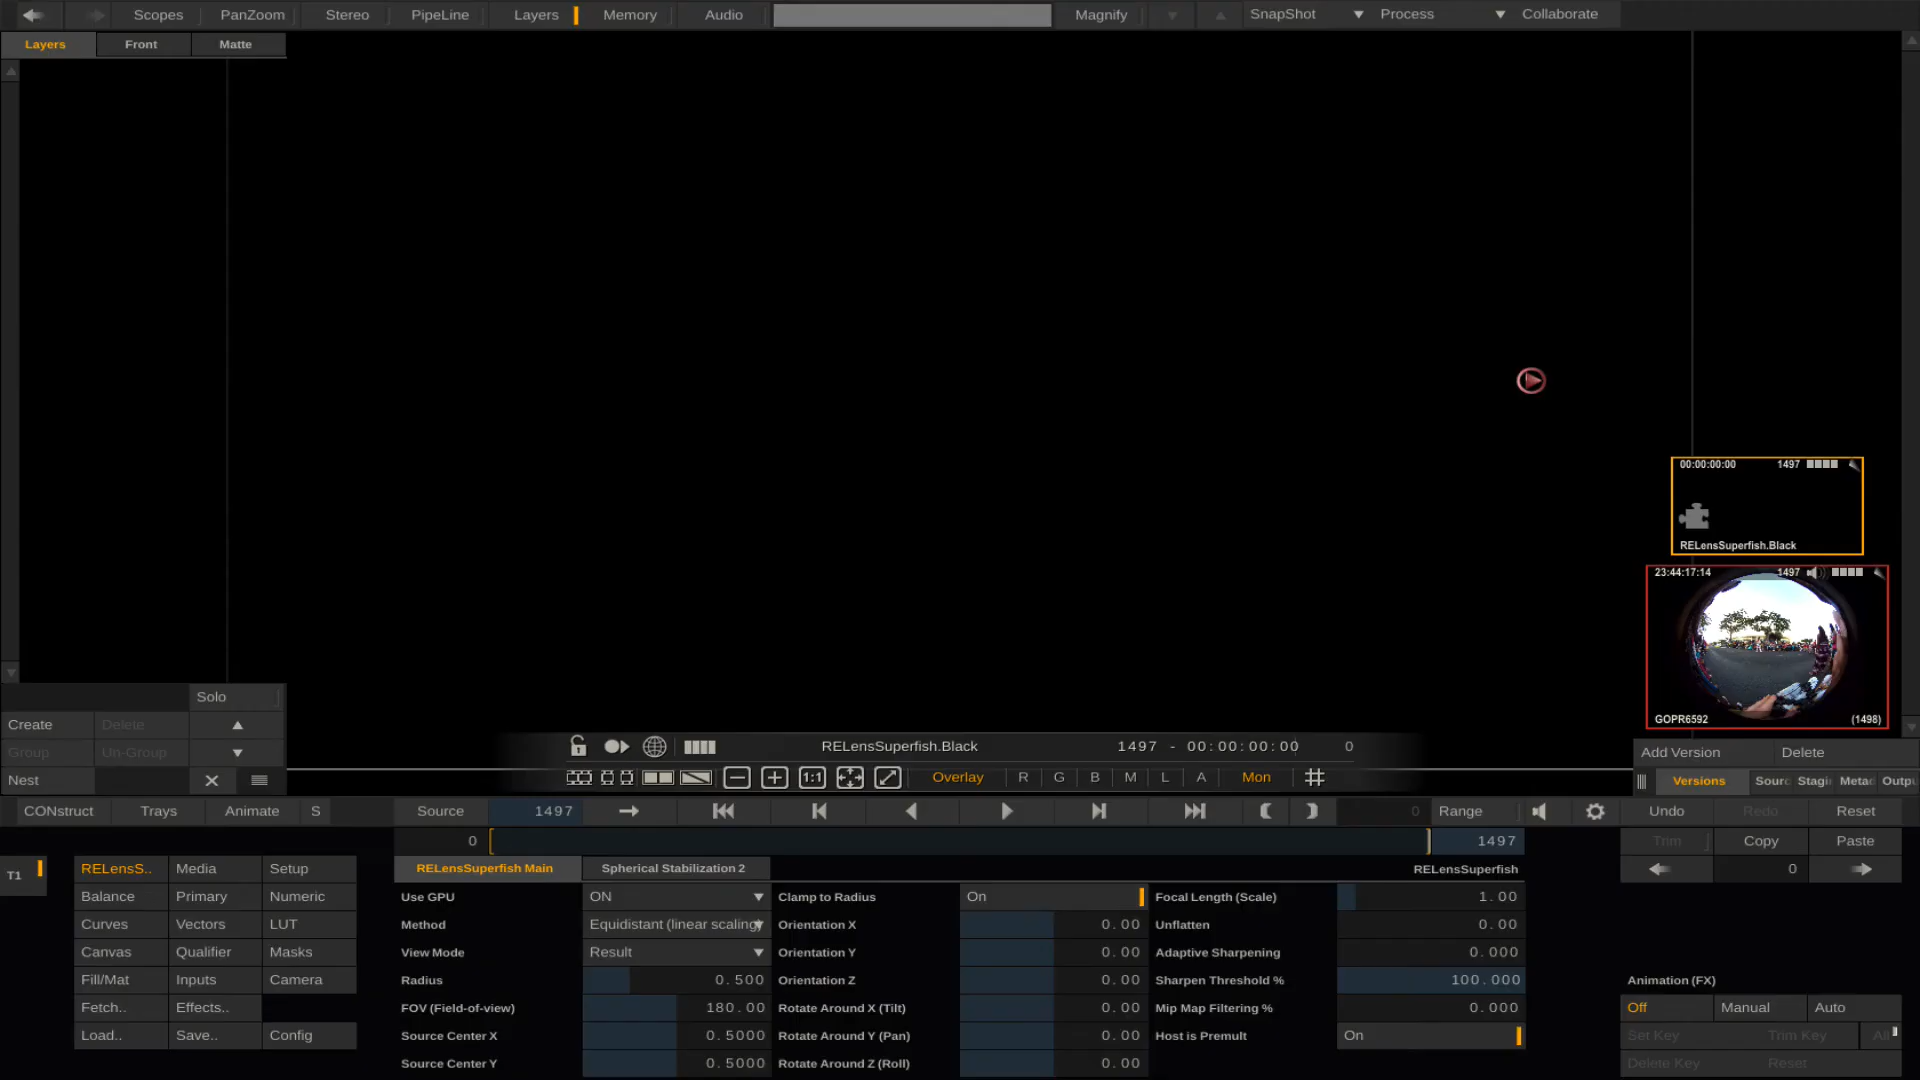 Scopes PanZoom Stereo PipeLine Layers Memory Audio Magnify SnapShot Process Collaborate
Layers Front Matte
00:00:00:00 1497
RELensSuperfish.Black
23:44:17:14 1497
GOPR6592 (1498)
Solo
Create Delete
Group Un-Group
Nest
RELensSuperfish.Black 1497 - 00:00:00:00 0
1:1 Overlay R G B M L A Mon
Add Version Delete
Versions Sourc Stagi Meta Outpu
CONstruct Trays Animate S Source 1497 0 Range Undo Redo Reset
0 1497 Trim Copy Paste
T1 RELensS.. Media Setup RELensSuperfish Main Spherical Stabilization 2 RELensSuperfish 0
Balance Primary Numeric Use GPU ON Clamp to Radius On Focal Length (Scale) 1.00
Curves Vectors LUT Method Equidistant (linear scaling) Orientation X 0.00 Unflatten 0.00
Canvas Qualifier Masks View Mode Result Orientation Y 0.00 Adaptive Sharpening 0.000
Fill/Mat Inputs Camera Radius 0.500 Orientation Z 0.00 Sharpen Threshold % 100.000 Animation (FX)
Fetch.. Effects.. FOV (Field-of-view) 180.00 Rotate Around X (Tilt) 0.00 Mip Map Filtering % 0.000 Off Manual Auto
Load.. Save.. Config Source Center X 0.5000 Rotate Around Y (Pan) 0.00 Host is Premult On Set Key Trim Key All
Source Center Y 0.5000 Rotate Around Z (Roll) 0.00 Delete Key Reset